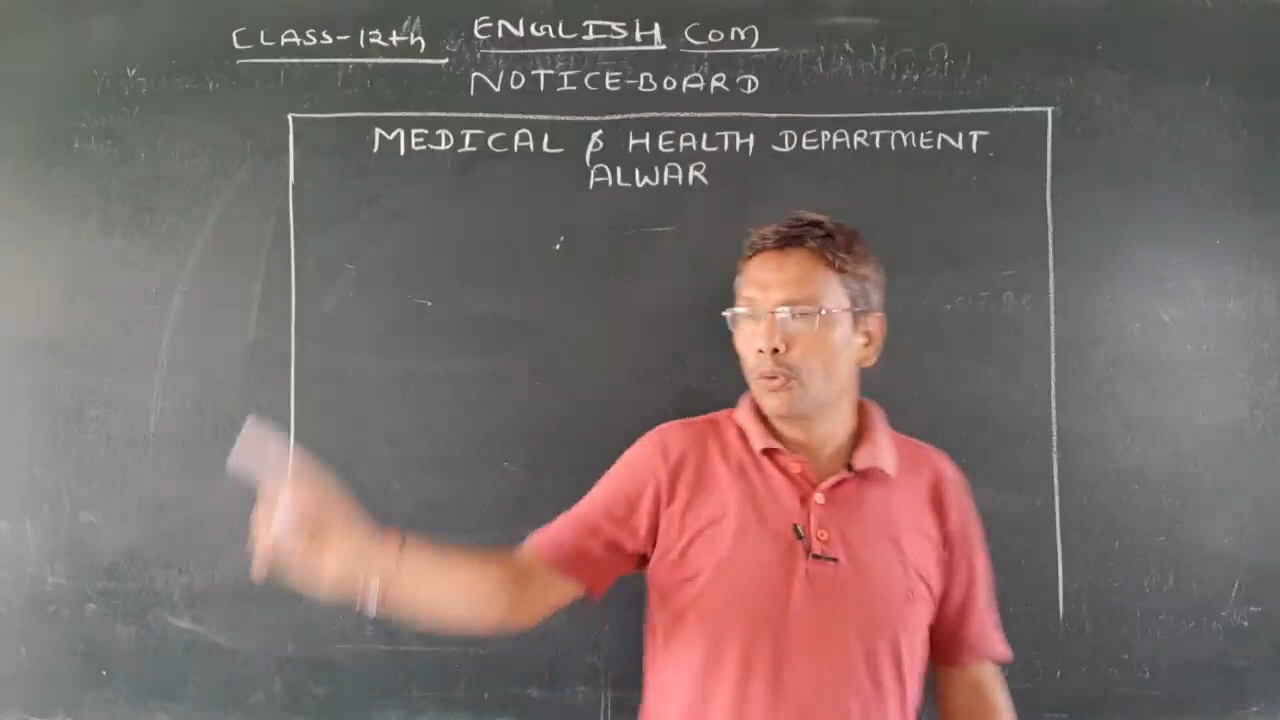 CLASS-12th ENGLISH COM
NOTICE-BOARD
MEDICAL & HEALTH DEPARTMENT.
ALWAR